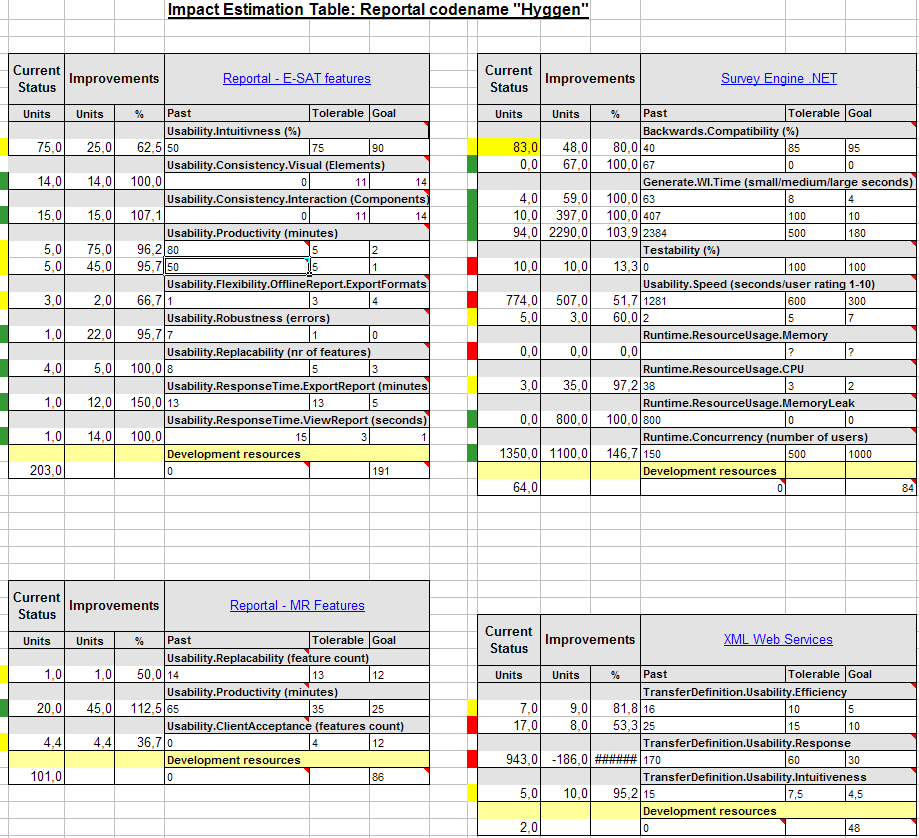 Impact Estimation Table: Reportal codename "Hyggen"
Current Status Improvements Reportal - E-SAT features
Units Units % Past Tolerable Goal
Usability.Intuitivness (%)
75,0 25,0 62,5 50 75 90
Usability.Consistency.Visual (Elements)
14,0 14,0 100,0 0 11 14
Usability.Consistency.Interaction (Components)
15,0 15,0 107,1 0 11 14
Usability.Productivity (minutes)
5,0 75,0 96,2 80 5 2
5,0 45,0 95,7 50 5 1
Usability.Flexibility.OfflineReport.ExportFormats
3,0 2,0 66,7 1 3 4
Usability.Robustness (errors)
1,0 22,0 95,7 7 1 0
Usability.Replacability (nr of features)
4,0 5,0 100,0 8 5 3
Usability.ResponseTime.ExportReport (minutes
1,0 12,0 150,0 13 13 5
Usability.ResponseTime.ViewReport (seconds)
1,0 14,0 100,0 15 3 1
Development resources
203,0 0 191
Current Status Improvements Survey Engine .NET
Units Units % Past Tolerable Goal
Backwards.Compatibility (%)
83,0 48,0 80,0 40 85 95
0,0 67,0 100,0 67 0 0
Generate.WI.Time (small/medium/large seconds)
4,0 59,0 100,0 63 8 4
10,0 397,0 100,0 407 100 10
94,0 2290,0 103,9 2384 500 180
Testability (%)
10,0 10,0 13,3 0 100 100
Usability.Speed (seconds/user rating 1-10)
774,0 507,0 51,7 1281 600 300
5,0 3,0 60,0 2 5 7
Runtime.ResourceUsage.Memory
0,0 0,0 0,0 ? ?
Runtime.ResourceUsage.CPU
3,0 35,0 97,2 38 3 2
Runtime.ResourceUsage.MemoryLeak
0,0 800,0 100,0 800 0 0
Runtime.Concurrency (number of users)
1350,0 1100,0 146,7 150 500 1000
Development resources
64,0 0 84
Current Status Improvements Reportal - MR Features
Units Units % Past Tolerable Goal
Usability.Replacability (feature count)
1,0 1,0 50,0 14 13 12
Usability.Productivity (minutes)
20,0 45,0 112,5 65 35 25
Usability.ClientAcceptance (features count)
4,4 4,4 36,7 0 4 12
Development resources
101,0 0 86
Current Status Improvements XML Web Services
Units Units % Past Tolerable Goal
TransferDefinition.Usability.Efficiency
7,0 9,0 81,8 16 10 5
17,0 8,0 53,3 25 15 10
TransferDefinition.Usability.Response
943,0 -186,0 ###### 170 60 30
TransferDefinition.Usability.Intuitiveness
5,0 10,0 95,2 15 7,5 4,5
Development resources
2,0 0 48